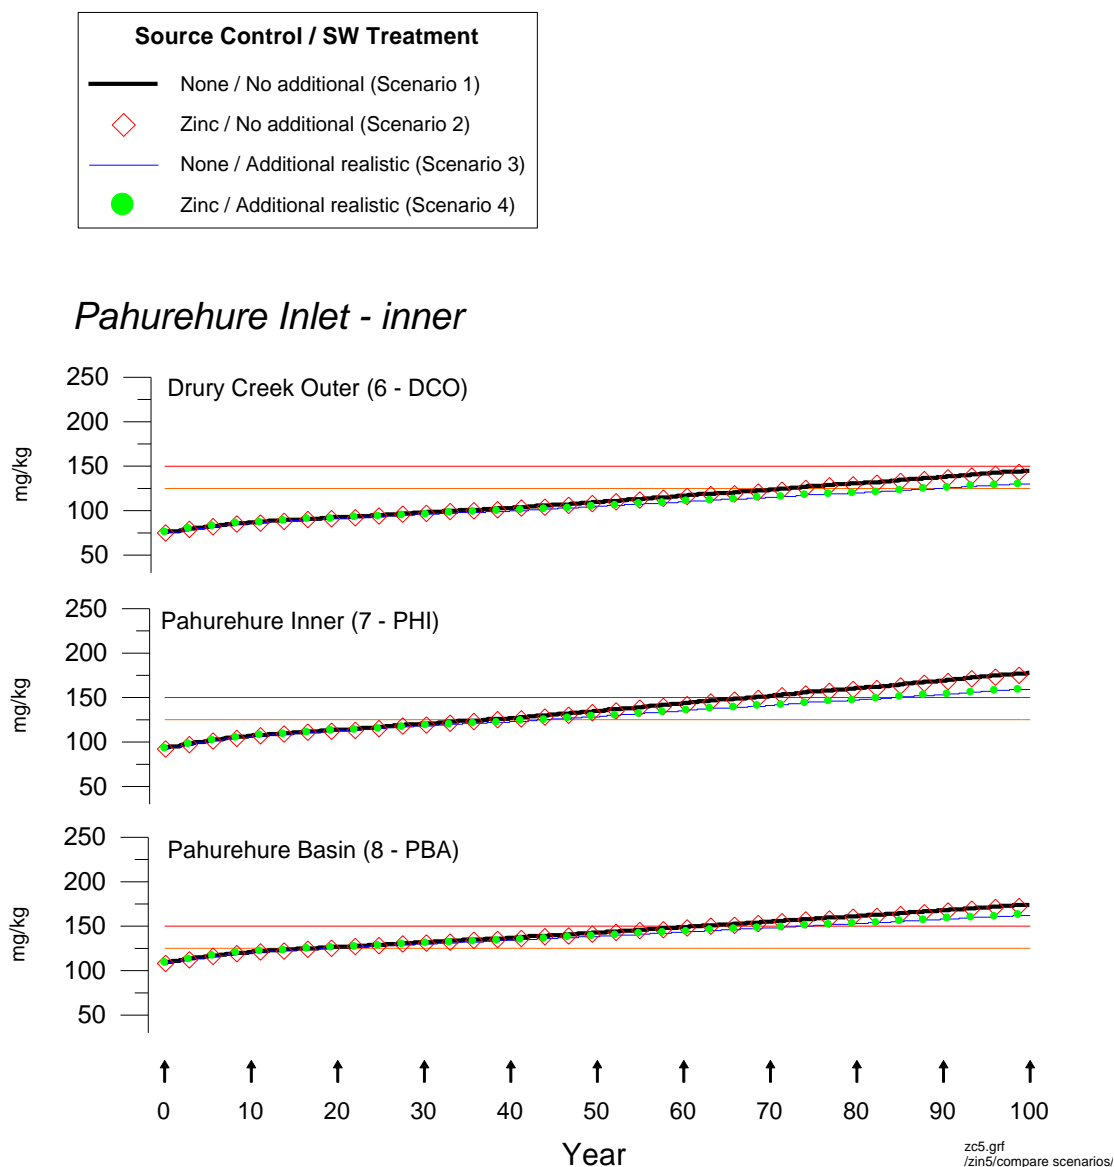 Source Control / SW Treatment
None / No additional (Scenario 1)
Zinc / No additional (Scenario 2)
None / Additional realistic (Scenario 3)
Zinc / Additional realistic (Scenario 4)
Pahurehure Inlet - inner
Drury Creek Outer (6 - DCO)
250
200
150
100
50
mg/kg
Pahurehure Inner (7 - PHI)
250
200
150
100
50
mg/kg
Pahurehure Basin (8 - PBA)
250
200
150
100
50
mg/kg
0 10 20 30 40 50 60 70 80 90 100
Year
zc5.grf
/zin5/compare scenarios/